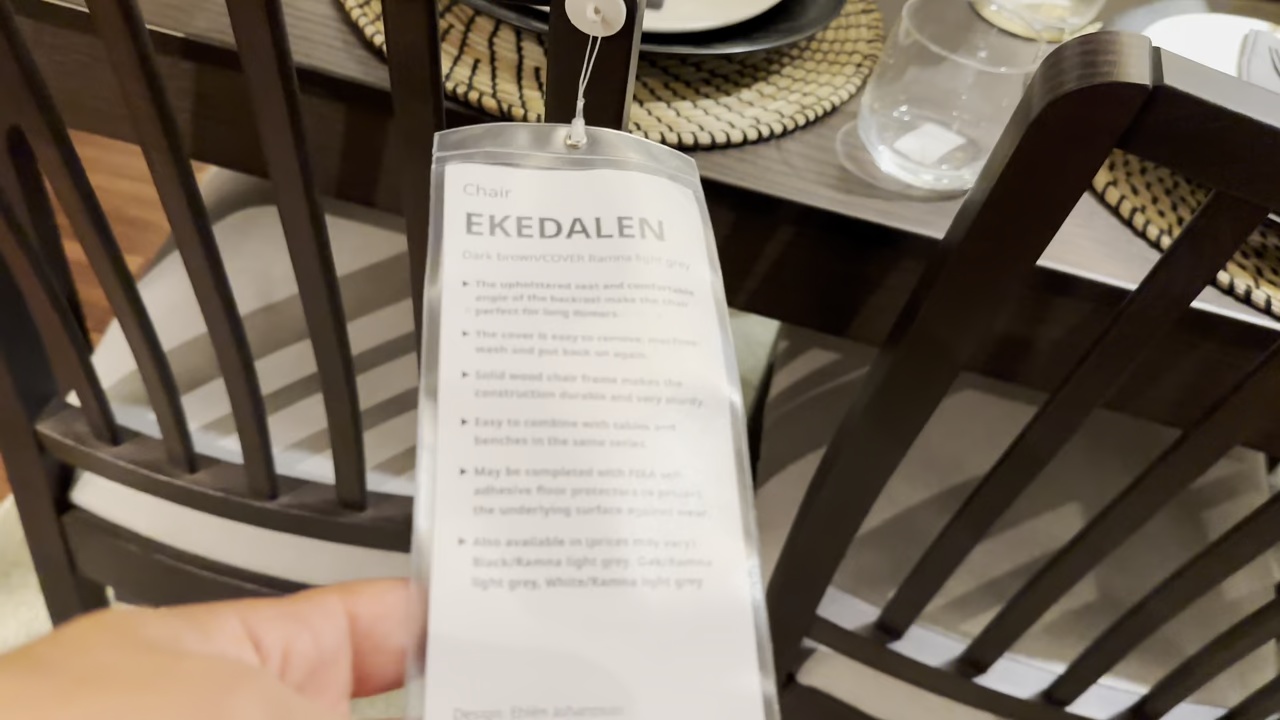 Chair
EKEDALEN
Dark brown/COVER Ramna light grey
▸ The upholstered seat and comfortable
angle of the backrest make the chair
perfect for long dinners.
▸ The cover is easy to remove, machine-
wash and put back on again.
▸ Solid wood chair frame makes the
construction durable and very sturdy.
▸ Easy to combine with tables and
benches in the same series.
▸ May be completed with FIXA self-
adhesive floor protectors to protect
the underlying surface against wear.
▸ Also available in (prices may vary)
Black/Ramna light grey, Oak/Ramna
light grey, White/Ramna light grey
Design: Ehlén